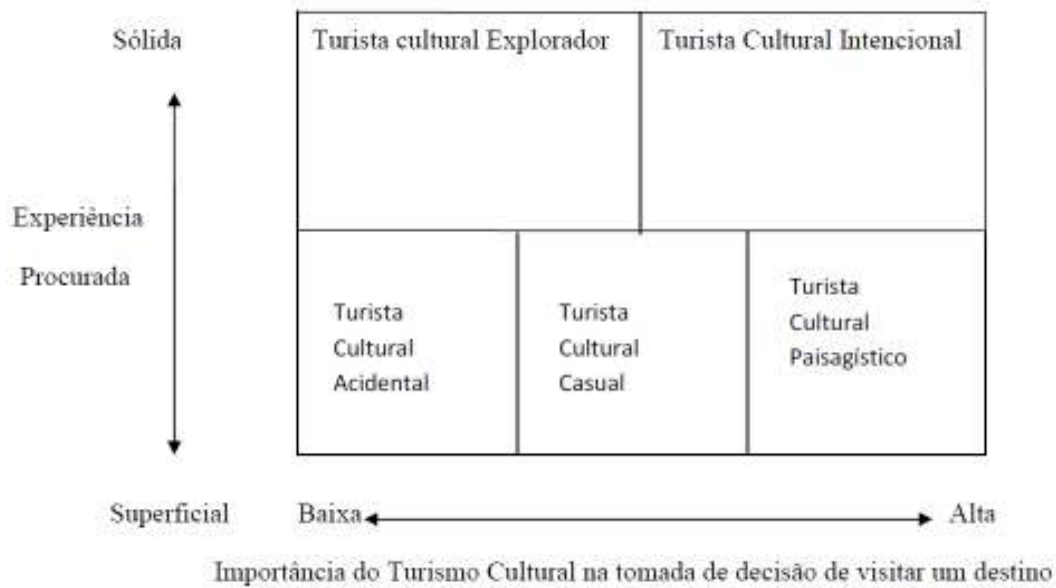 Sólida
Turista cultural Explorador
Turista Cultural Intencional
Experiência
Procurada
Turista
Cultural
Acidental
Turista
Cultural
Casual
Turista
Cultural
Paisagístico
Superficial
Baixa
Alta
Importância do Turismo Cultural na tomada de decisão de visitar um destino